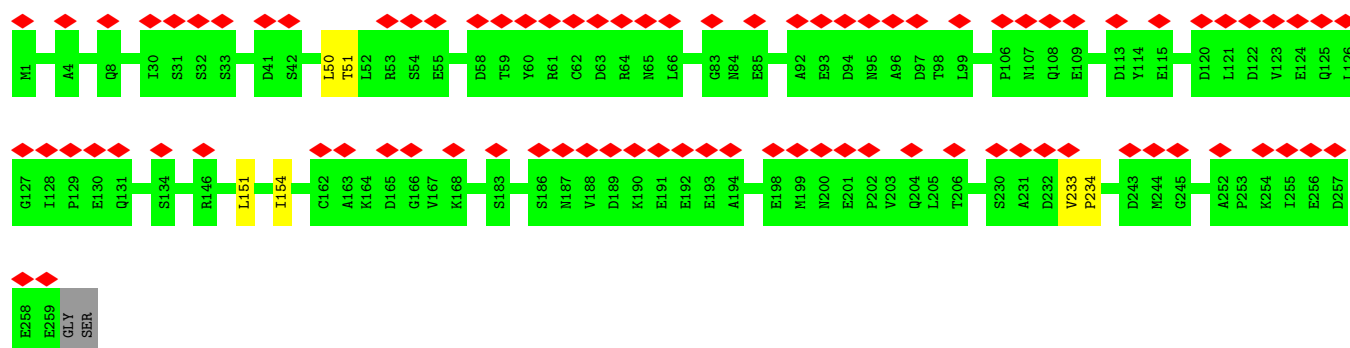 M1 A4 Q8 I30 S31 S32 S33 D41 S42 L50 T51 L52 R53 S54 E55 D58 T59 Y60 R61 C62 D63 R64 N65 L66 G83 N84 E85 A92 E93 D94 N95 A96 D97 T98 L99 P106 N107 Q108 E109 D113 Y114 E115 D120 L121 D122 V123 E124 Q125 L126
G127 I128 P129 E130 Q131 S134 R146 L151 I154 C162 A163 K164 D165 G166 V167 K168 S183 S186 N187 V188 D189 K190 E191 E192 E193 A194 E198 M199 N200 E201 P202 V203 Q204 L205 T206 S230 A231 D232 V233 P234 D243 M244 G245 A252 P253 K254 I255 E256 D257
E258 E259 GLY SER